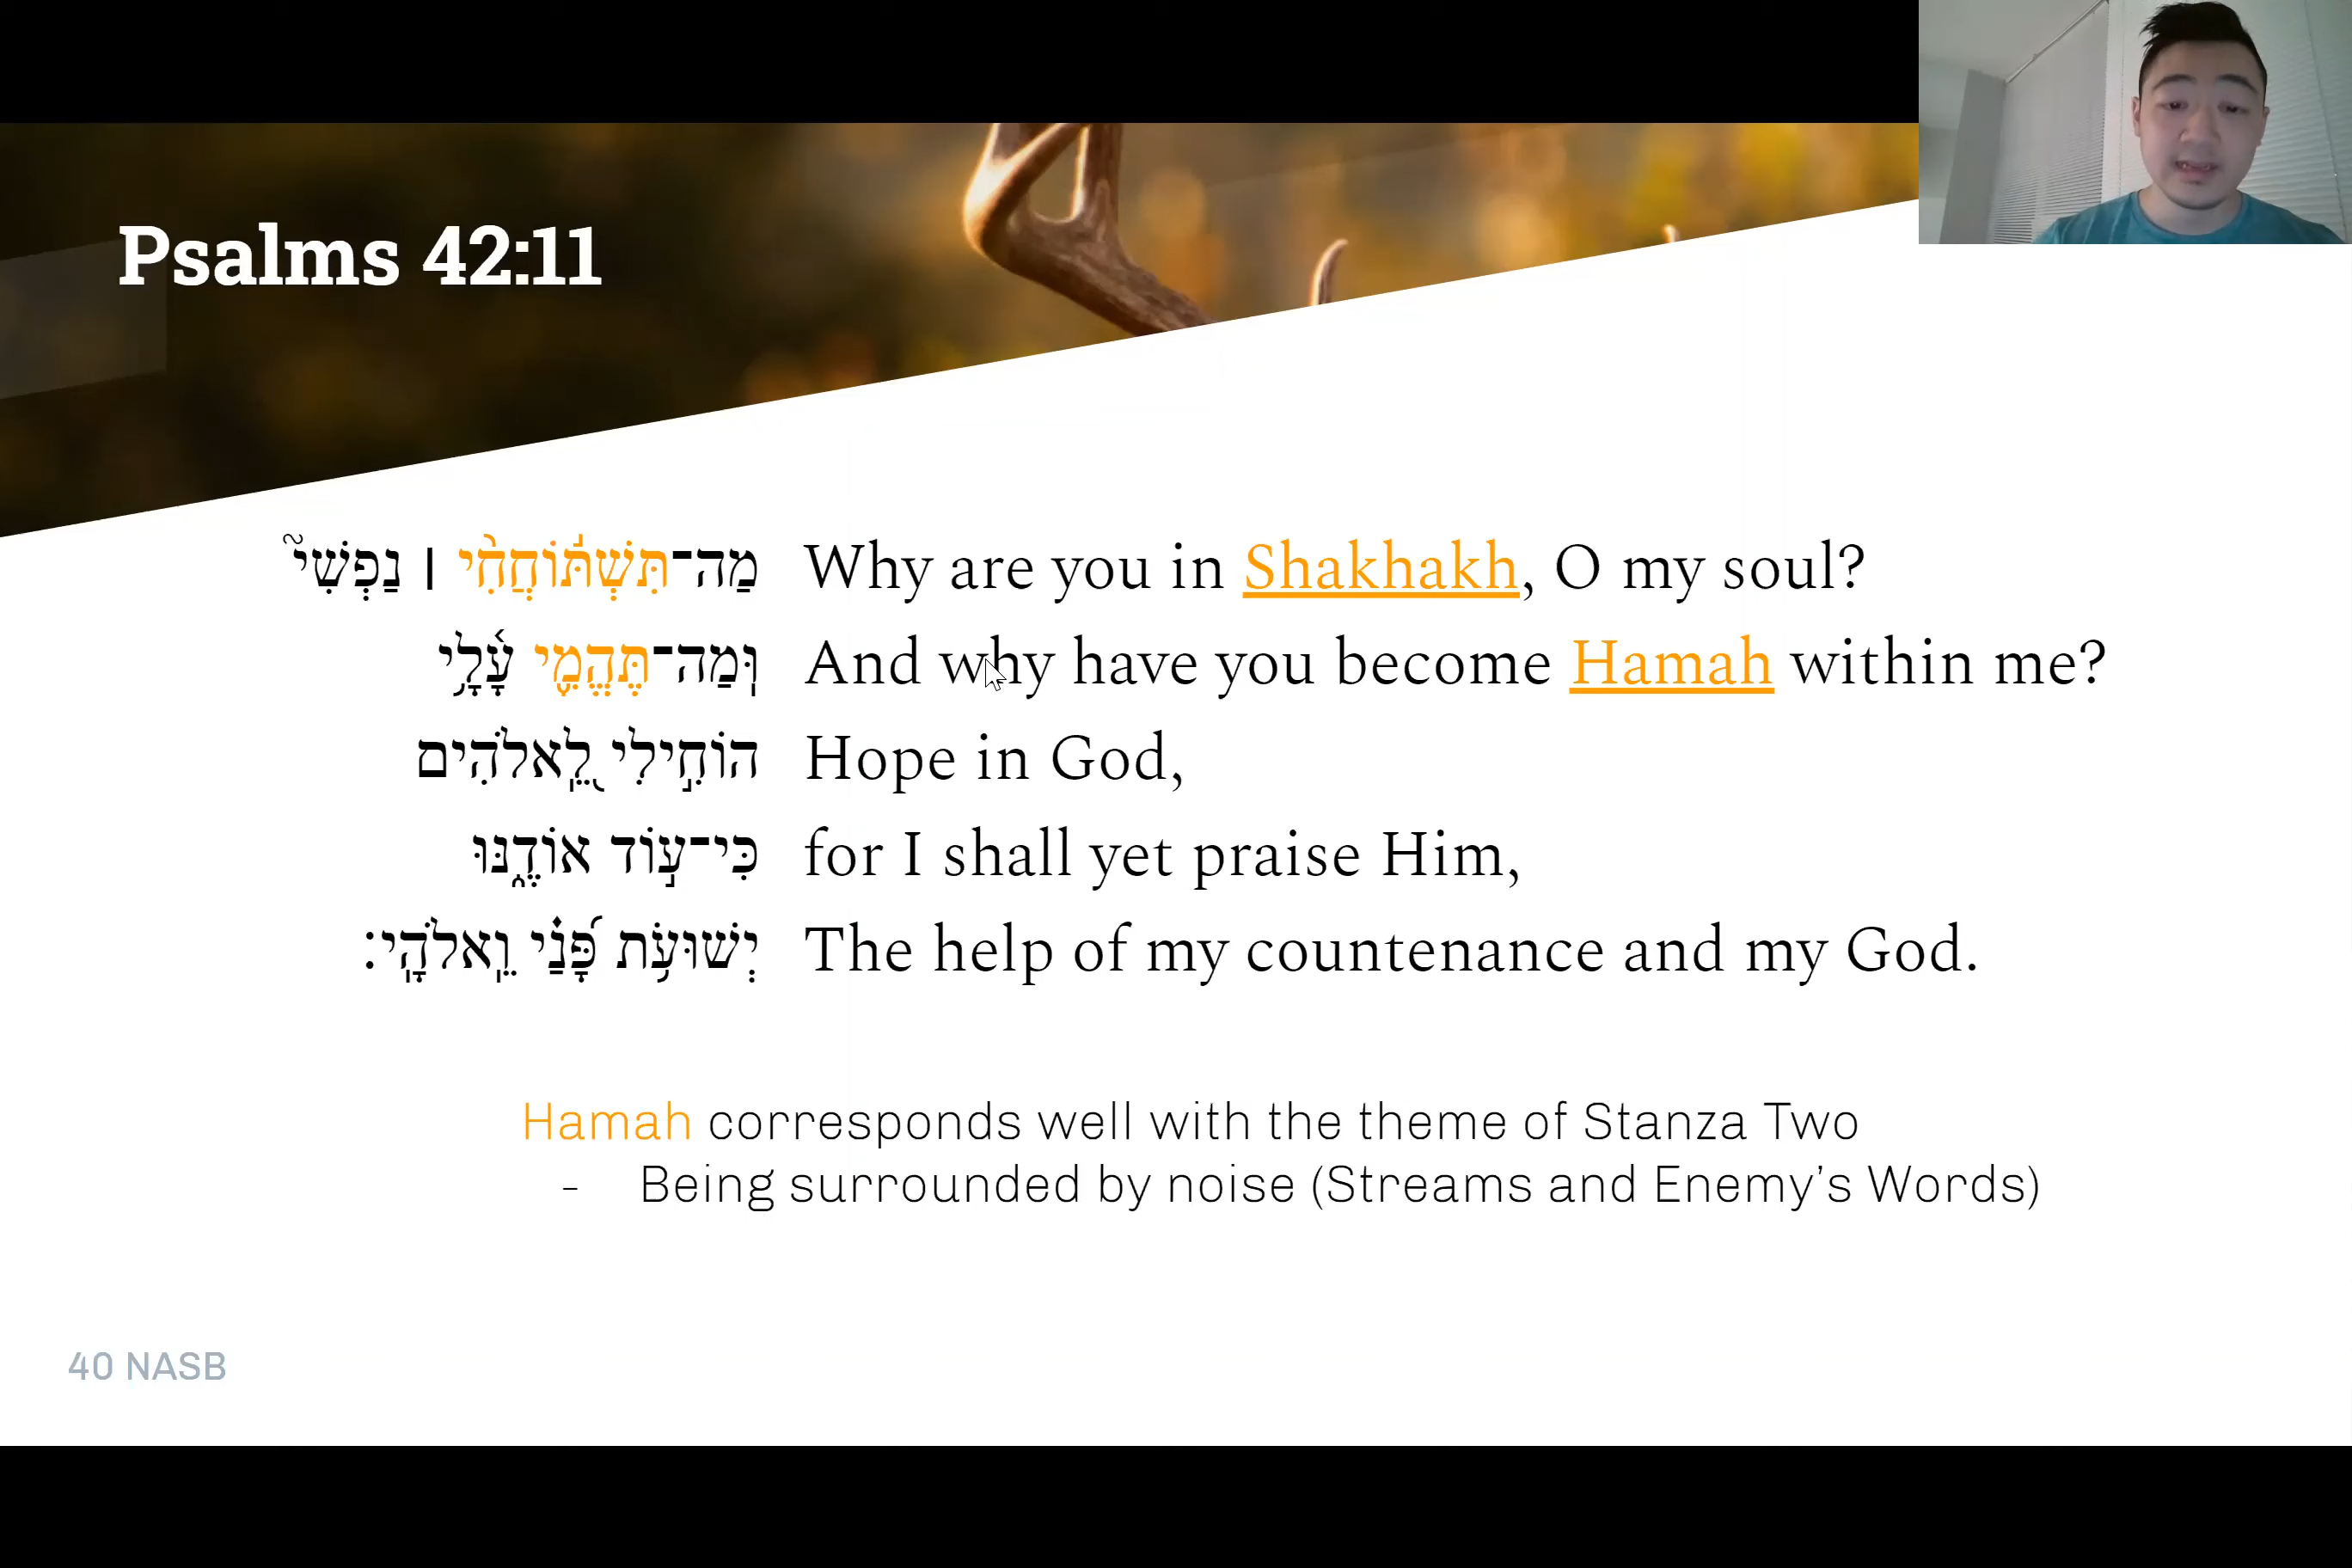 Psalms 42:11
מַה־תִּשְׁתּ֬וֹחֲחִ֨י ׀ נַפְשִׁי֮ Why are you in Shakhakh, O my soul?
וּֽמַה־תֶּהֱמִ֪י עָ֫לָ֥י And why have you become Hamah within me?
הוֹחִ֣ילִי לֵ֭אלֹהִים Hope in God,
כִּי־ע֣וֹד אוֹדֶ֑נּוּ for I shall yet praise Him,
יְשׁוּעֹ֥ת פָּ֝נַ֗י וֵֽאלֹהָֽי׃ The help of my countenance and my God.
Hamah corresponds well with the theme of Stanza Two
- Being surrounded by noise (Streams and Enemy’s Words)
40 NASB